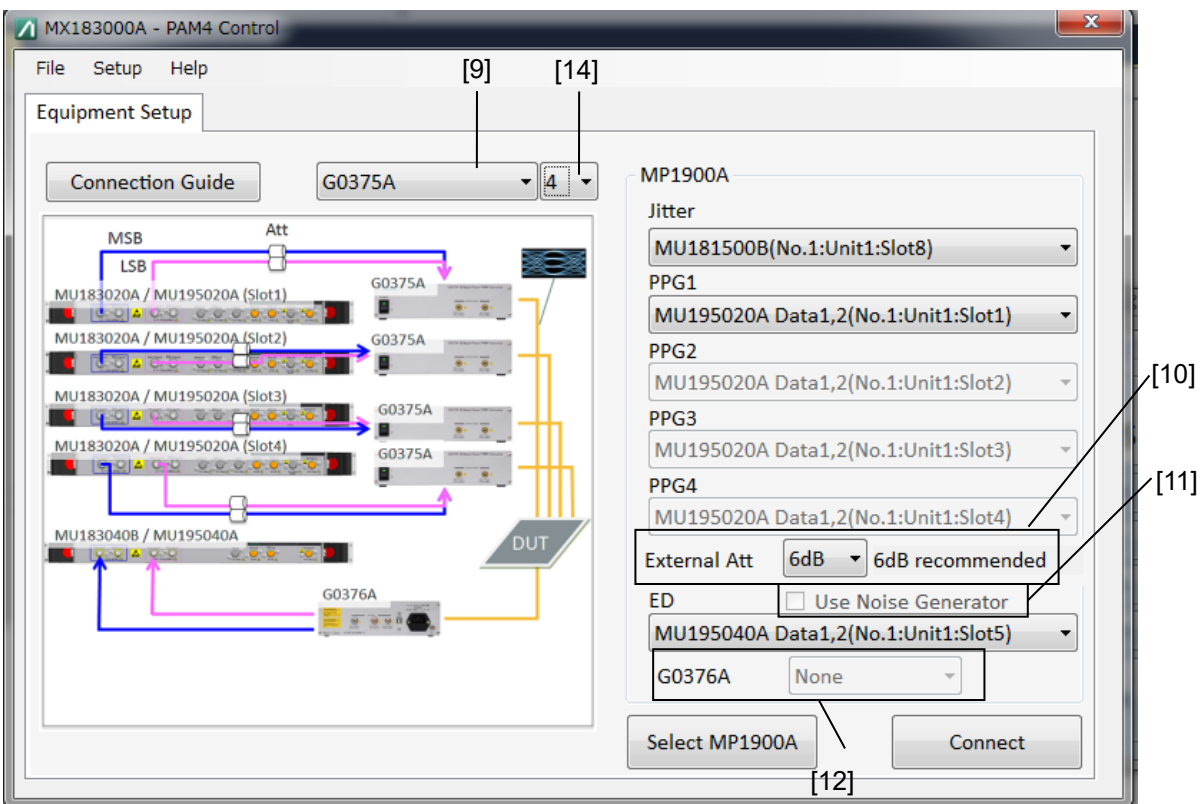 MX183000A - PAM4 Control
x
File Setup Help
[9] [14]
Equipment Setup
Connection Guide
G0375A
4
MP1900A
Jitter
MU181500B(No.1:Unit1:Slot8)
PPG1
MU195020A Data1,2(No.1:Unit1:Slot1)
PPG2
MU195020A Data1,2(No.1:Unit1:Slot2)
PPG3
MU195020A Data1,2(No.1:Unit1:Slot3)
PPG4
MU195020A Data1,2(No.1:Unit1:Slot4)
External Att 6dB 6dB recommended
ED Use Noise Generator
MU195040A Data1,2(No.1:Unit1:Slot5)
G0376A None
Select MP1900A Connect
[10]
[11]
[12]
MSB Att
LSB
MU183020A / MU195020A (Slot1)
G0375A
MU183020A / MU195020A (Slot2)
G0375A
MU183020A / MU195020A (Slot3)
G0375A
MU183020A / MU195020A (Slot4)
G0375A
MU183040B / MU195040A
DUT
G0376A